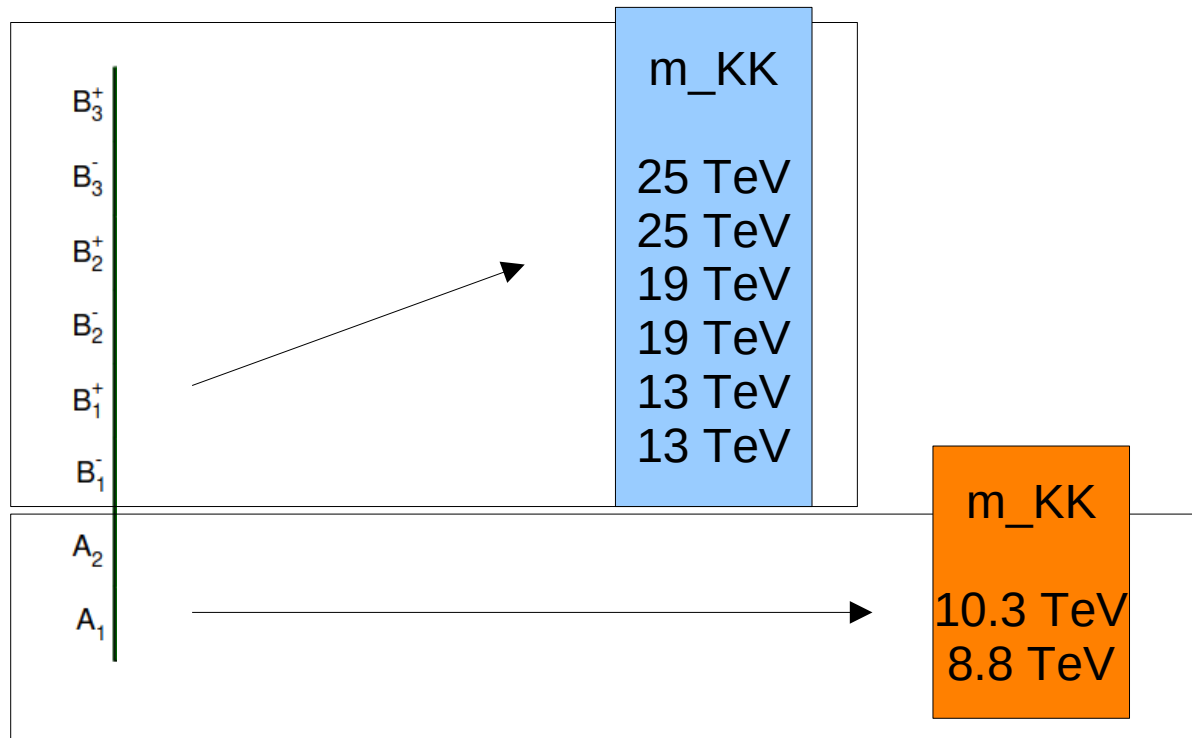 B₃⁺
B₃⁻
B₂⁺
B₂⁻
B₁⁺
B₁⁻
A₂
A₁
m_KK
25 TeV
25 TeV
19 TeV
19 TeV
13 TeV
13 TeV
m_KK
10.3 TeV
8.8 TeV